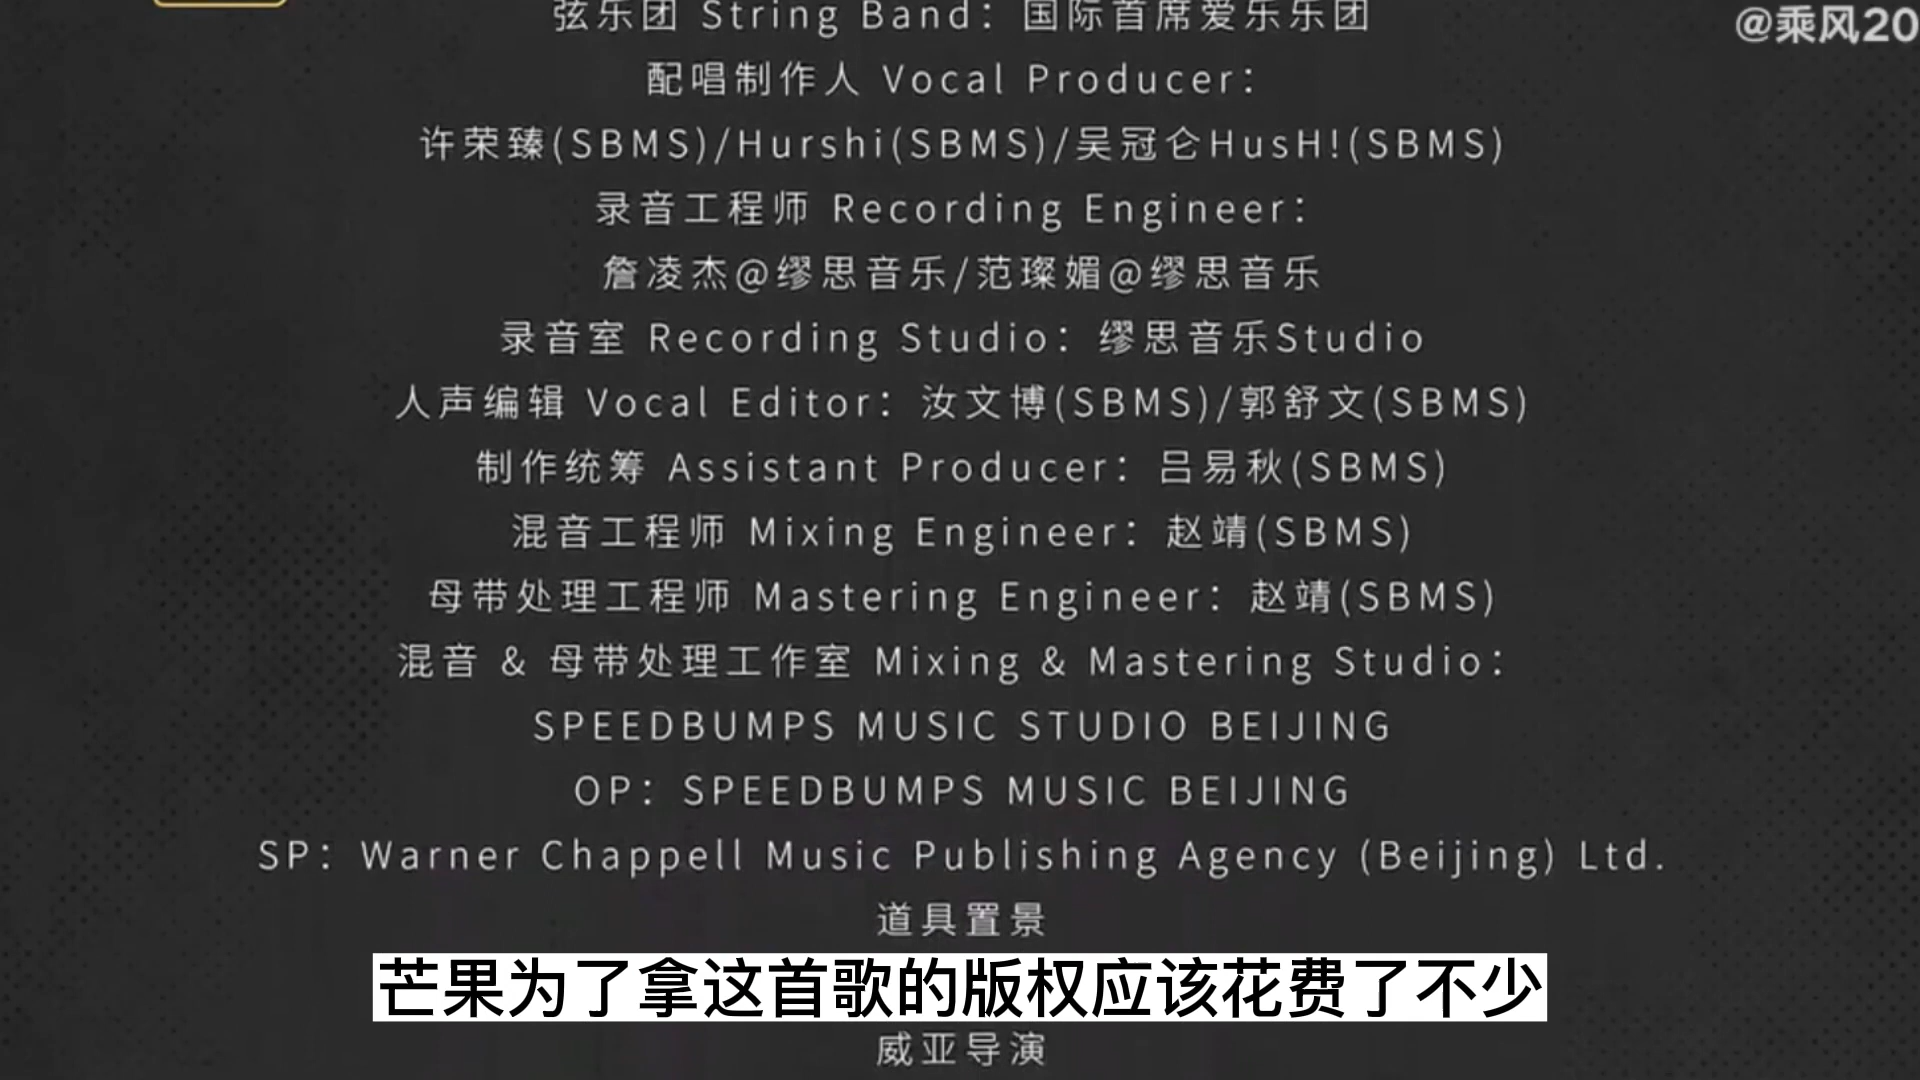 弦乐团 String Band：国际首席爱乐乐团
@乘风20
配唱制作人 Vocal Producer：
许荣臻(SBMS)/Hurshi(SBMS)/吴冠仑HusH!(SBMS)
录音工程师 Recording Engineer：
詹凌杰@缪思音乐/范璨媚@缪思音乐
录音室 Recording Studio：缪思音乐Studio
人声编辑 Vocal Editor：汝文博(SBMS)/郭舒文(SBMS)
制作统筹 Assistant Producer：吕易秋(SBMS)
混音工程师 Mixing Engineer：赵靖(SBMS)
母带处理工程师 Mastering Engineer：赵靖(SBMS)
混音 & 母带处理工作室 Mixing & Mastering Studio：
SPEEDBUMPS MUSIC STUDIO BEIJING
OP：SPEEDBUMPS MUSIC BEIJING
SP：Warner Chappell Music Publishing Agency (Beijing) Ltd.
道具置景
芒果为了拿这首歌的版权应该花费了不少
威亚导演